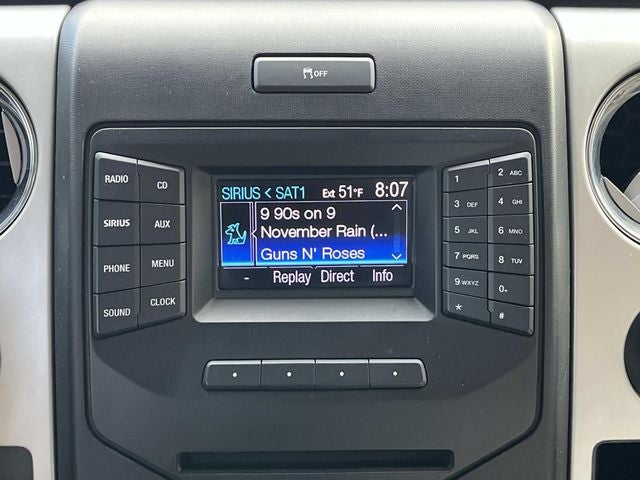 OFF
SIRIUS < SAT1 Ext 51°F 8:07
9 90s on 9
November Rain (...
Guns N' Roses
- Replay Direct Info
RADIO CD
SIRIUS AUX
PHONE MENU
SOUND CLOCK
1 2 ABC
3 DEF 4 GHI
5 JKL 6 MNO
7 PQRS 8 TUV
9 WXYZ 0+
* #